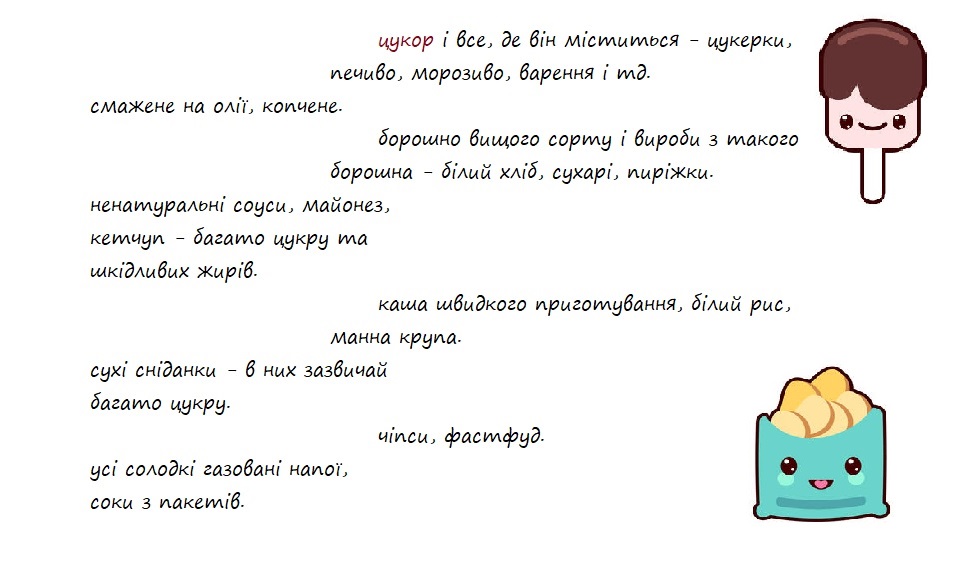 цукор і все, де він міститься - цукерки,
печиво, морозиво, варення і тд.
смажене на олії, копчене.
борошно вищого сорту і вироби з такого
борошна - білий хліб, сухарі, пиріжки.
ненатуральні соуси, майонез,
кетчуп - багато цукру та
шкідливих жирів.
каша швидкого приготування, білий рис,
манна крупа.
сухі сніданки - в них зазвичай
багато цукру.
чіпси, фастфуд.
усі солодкі газовані напої,
соки з пакетів.